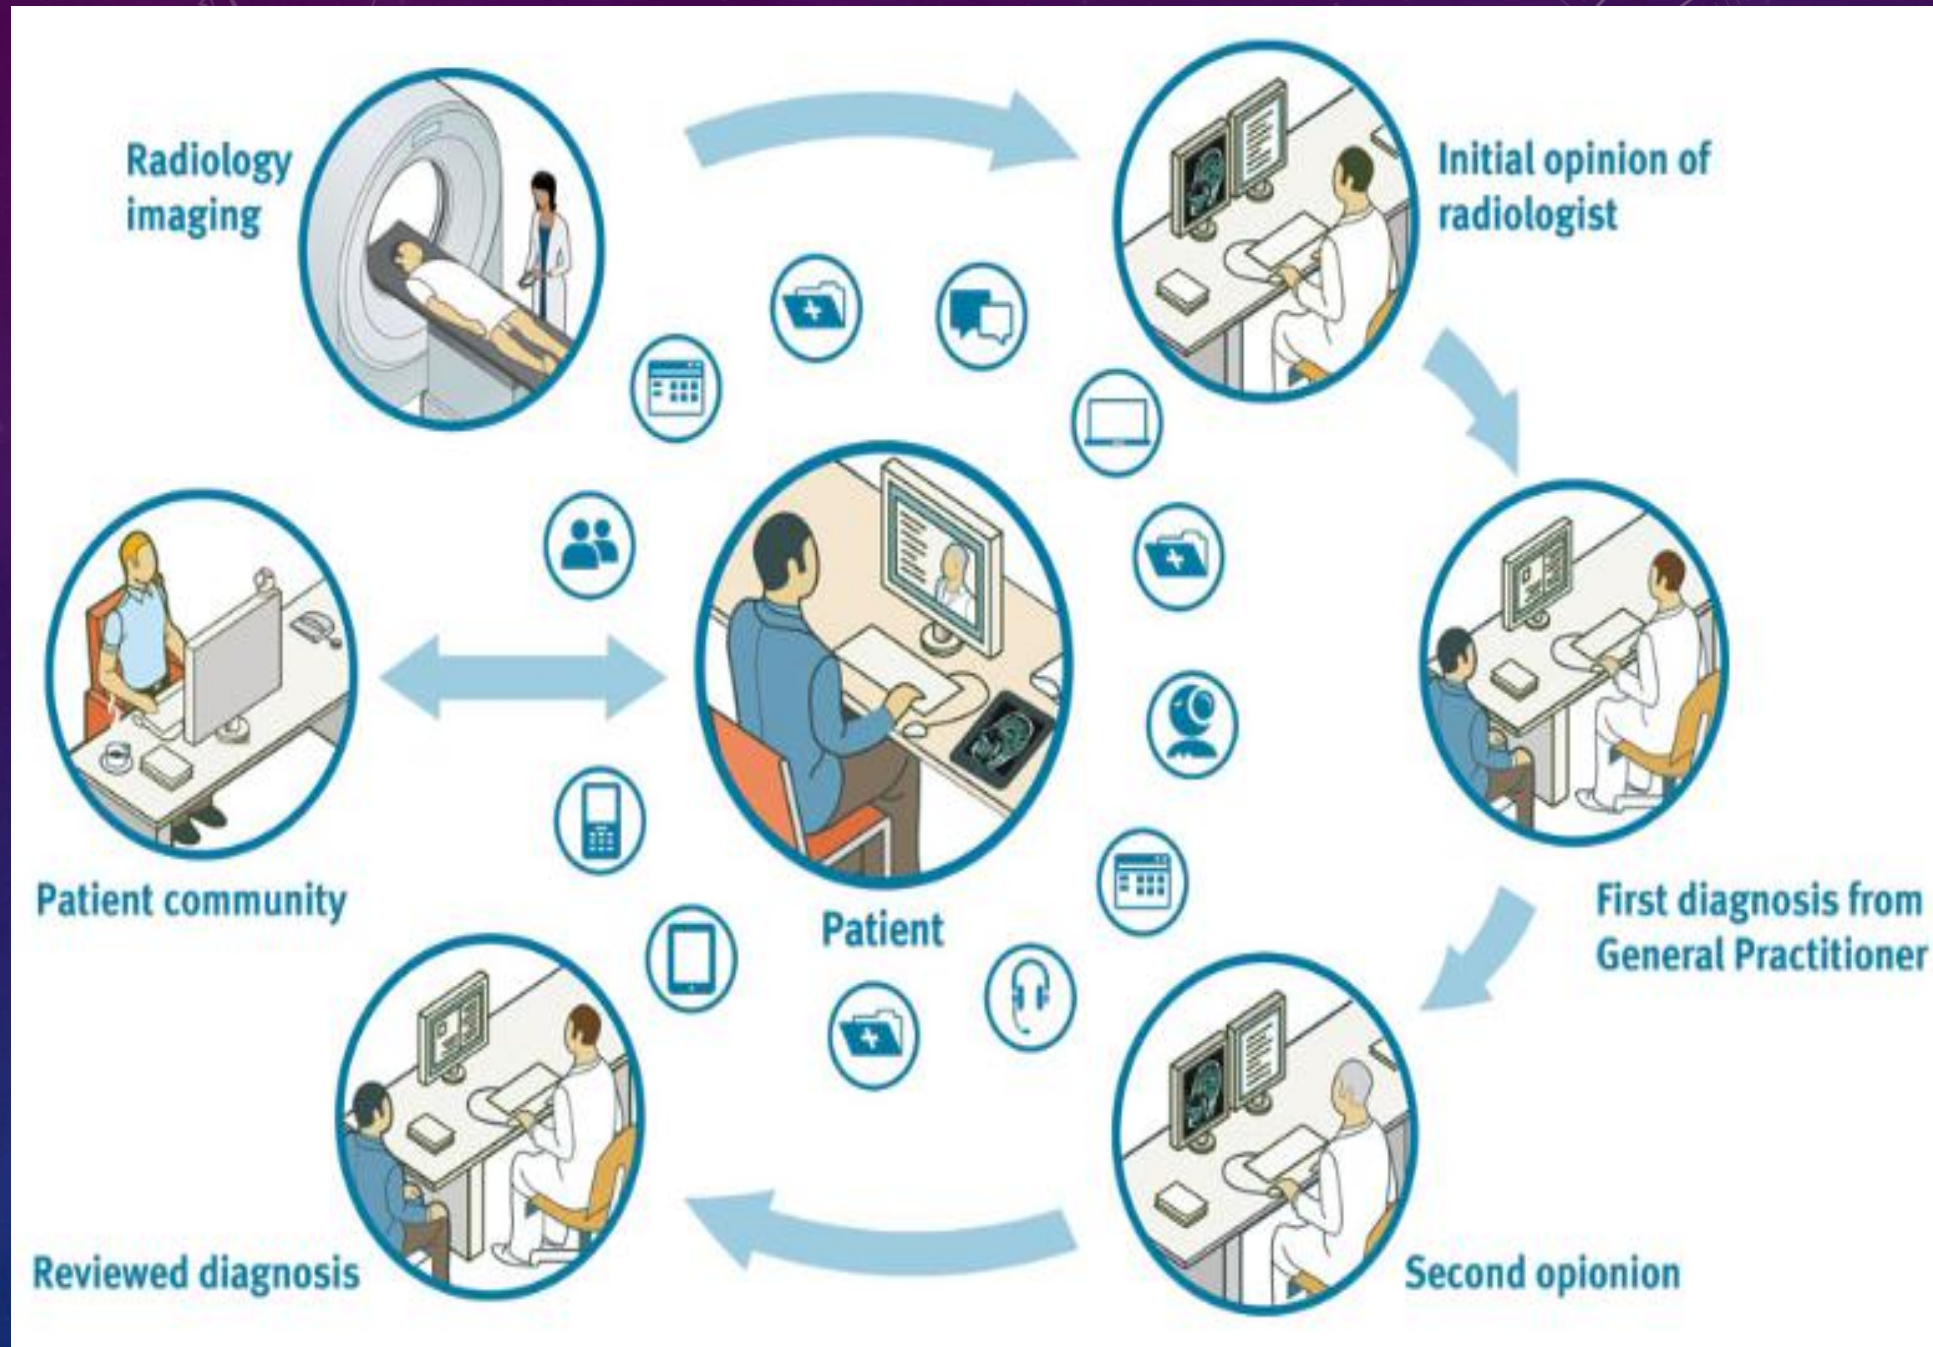 Radiology
imaging
Initial opinion of
radiologist
Patient community
Patient
First diagnosis from
General Practitioner
Reviewed diagnosis
Second opionion